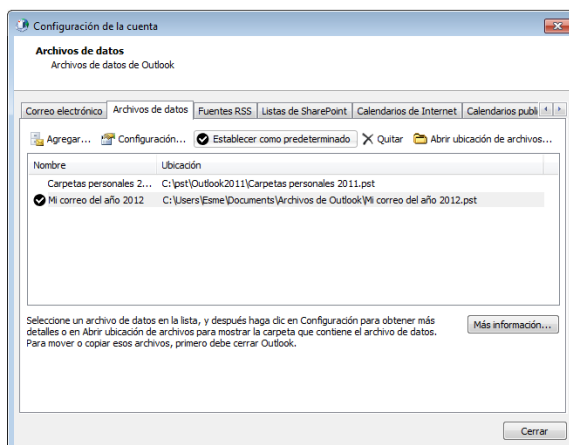 Configuración de la cuenta
Archivos de datos
Archivos de datos de Outlook
Correo electrónico Archivos de datos Fuentes RSS Listas de SharePoint Calendarios de Internet Calendarios publi
Agregar... Configuración... Establecer como predeterminado Quitar Abrir ubicación de archivos...
Nombre Ubicación
Carpetas personales 2... C:\pst\Outlook2011\Carpetas personales 2011.pst
Mi correo del año 2012 C:\Users\Esme\Documents\Archivos de Outlook\Mi correo del año 2012.pst
Seleccione un archivo de datos en la lista, y después haga clic en Configuración para obtener más
detalles o en Abrir ubicación de archivos para mostrar la carpeta que contiene el archivo de datos.
Para mover o copiar esos archivos, primero debe cerrar Outlook.
Más información...
Cerrar